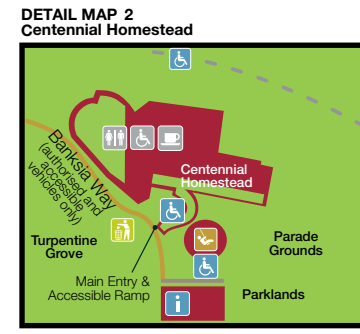 DETAIL MAP 2
Centennial Homestead
Banksia Way
(authorised and
accessible
vehicles only)
Centennial
Homestead
Turpentine
Grove
Parade
Grounds
Main Entry &
Accessible Ramp
Parklands
i